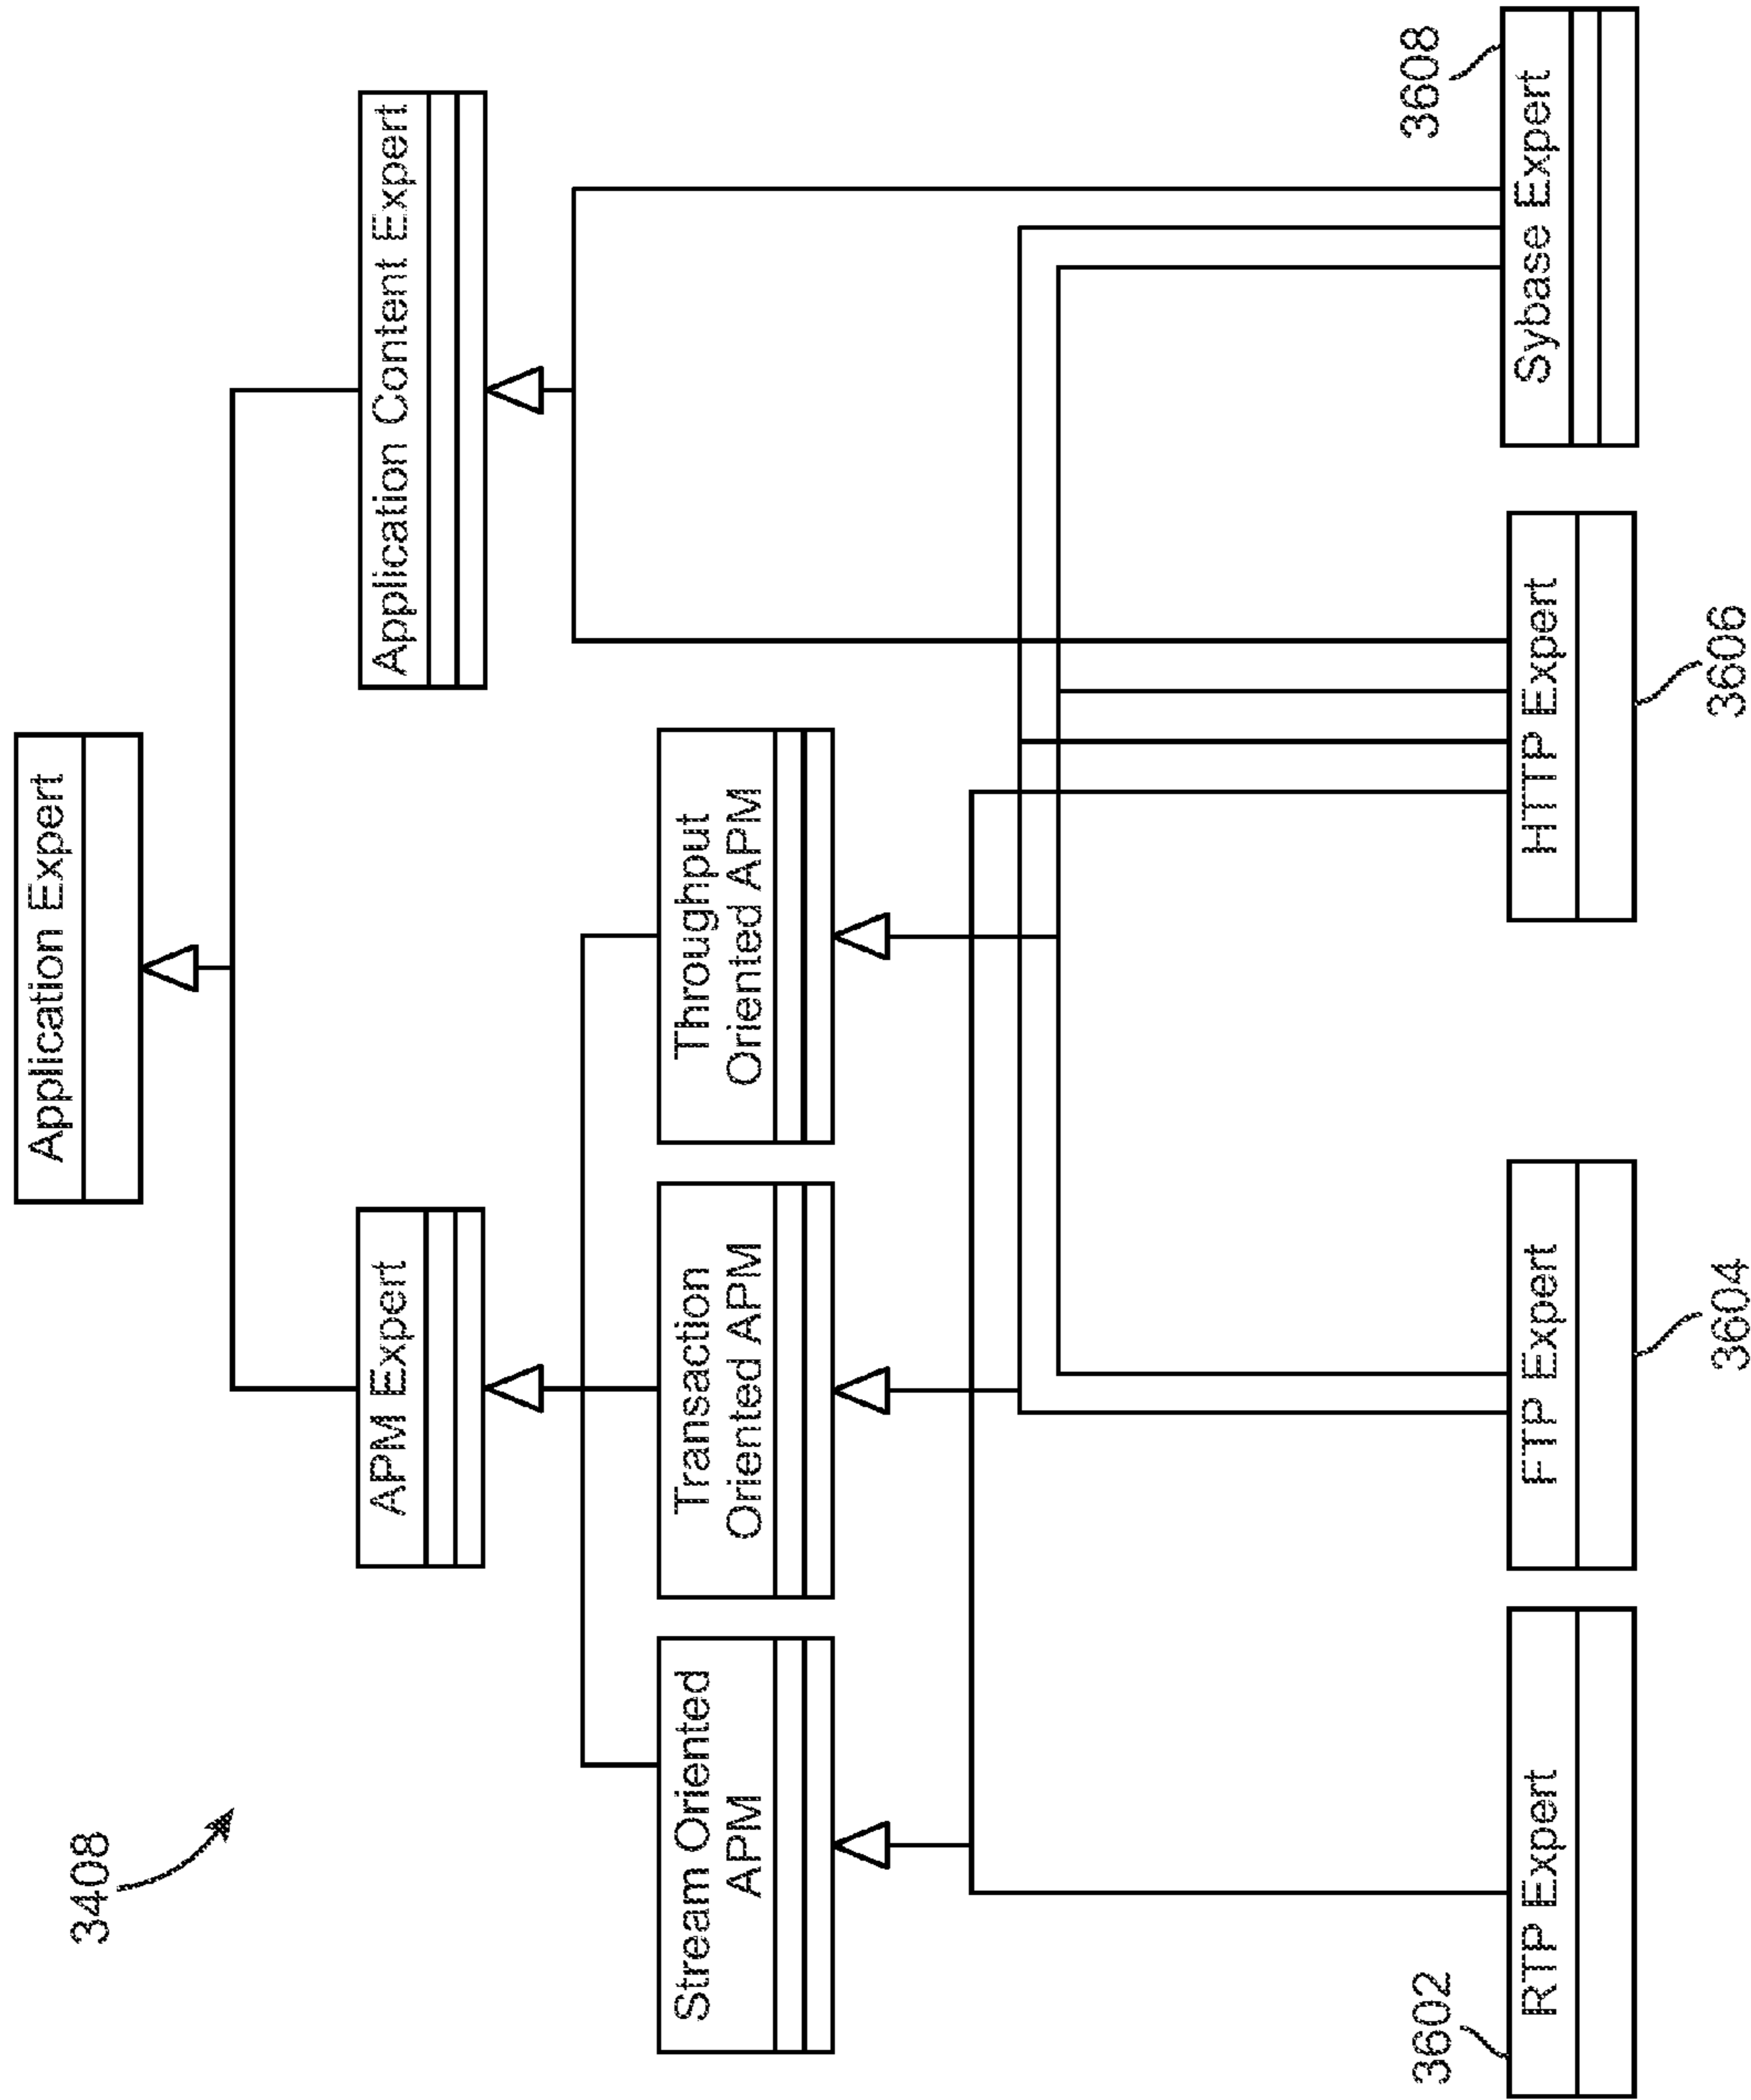 3408
Application Expert
APM Expert
Application Content Expert
Stream Oriented
APM
Transaction
Oriented APM
Throughput
Oriented APM
3602
RTP Expert
FTP Expert
3604
HTTP Expert
3606
Sybase Expert
3608